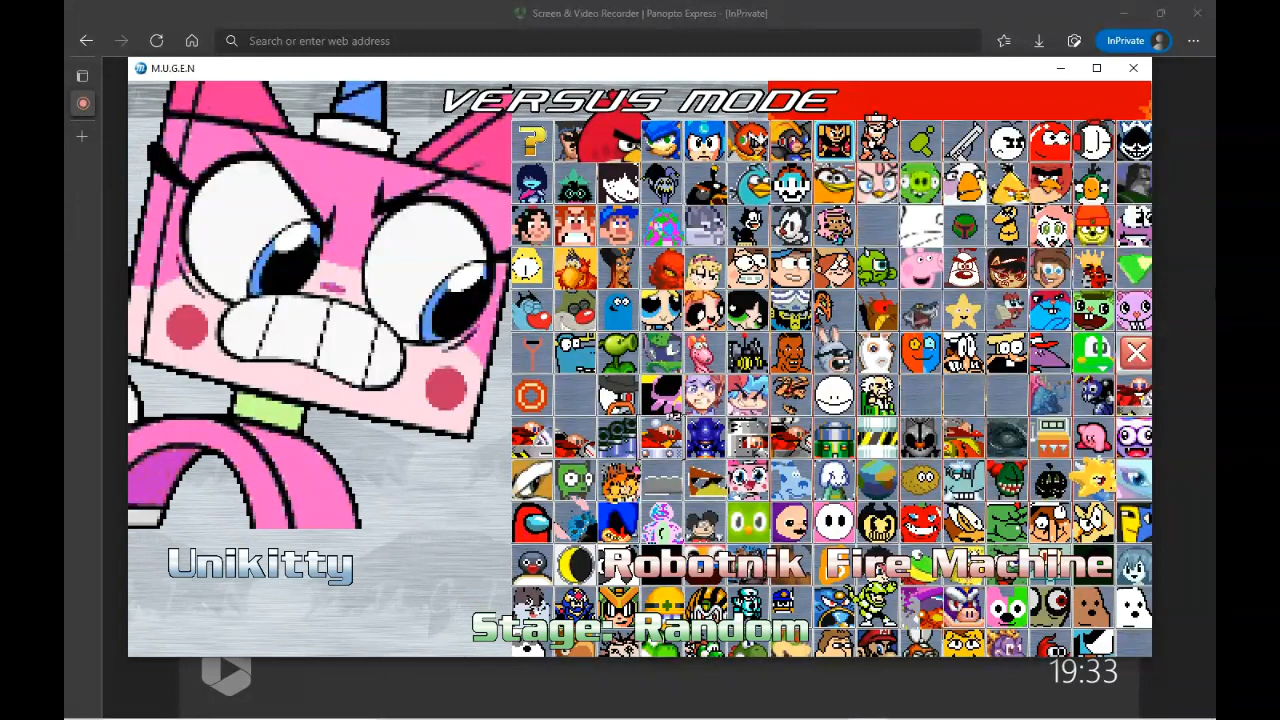 Screen & Video Recorder | Panopto Express - [InPrivate]
Search or enter web address
InPrivate
M.U.G.E.N
VERSUS MODE
Unikitty
Robotnik Fire Machine
Stage: Random
19:33